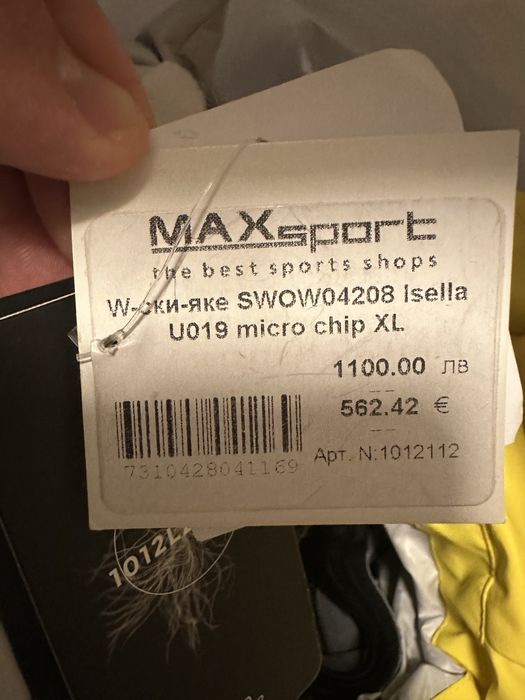 MAXsport
the best sports shops
W-ски-яке SWOW04208 Isella
U019 micro chip XL
1100.00 лв
562.42 €
Арт. N:1012112
7310428041169